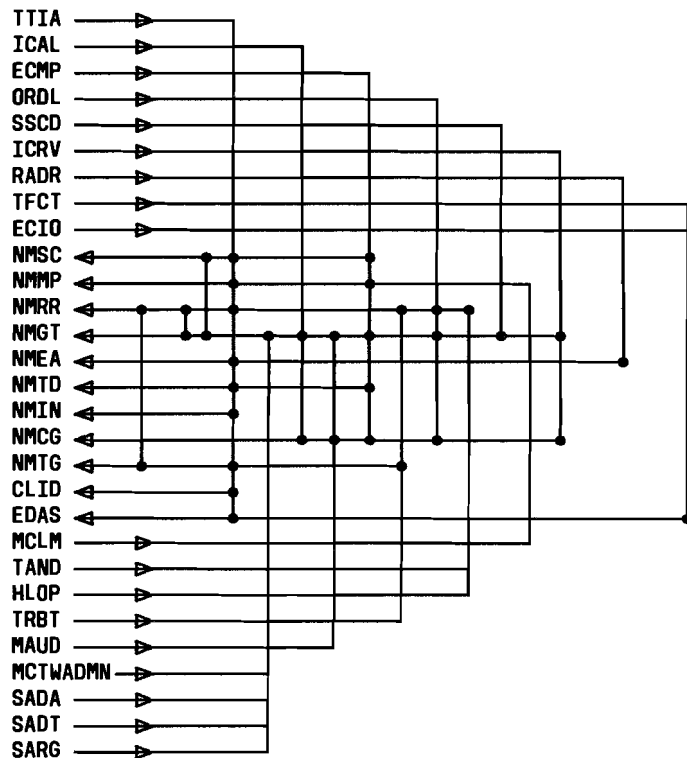 TTIA
ICAL
ECMP
ORDL
SSCD
ICRV
RADR
TFCT
ECIO
NMSC
NMMP
NMRR
NMGT
NMEA
NMTD
NMIN
NMCG
NMTG
CLID
EDAS
MCLM
TAND
HLOP
TRBT
MAUD
MCTWADMN
SADA
SADT
SARG